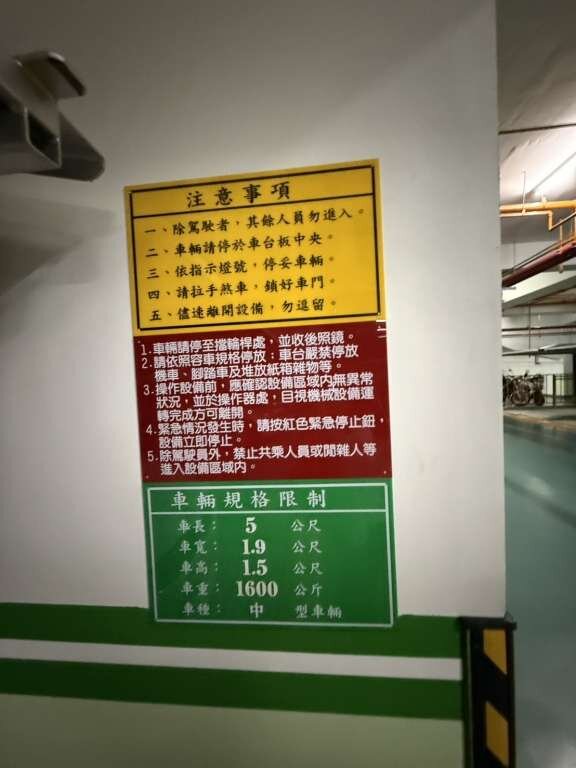 注意事項
一、除駕駛者，其餘人員勿進入。
二、車輛請停於車台板中央。
三、依指示燈號，停妥車輛。
四、請拉手煞車，鎖好車門。
五、儘速離開設備，勿逗留。
1.車輛請停至擋輪桿處，並收後照鏡。
2.請依照容車規格停放；車台嚴禁停放
機車、腳踏車及堆放紙箱雜物等。
3.操作設備前，應確認設備區域內無異常
狀況，並於操作器處，目視機械設備運
轉完成方可離開。
4.緊急情況發生時，請按紅色緊急停止鈕，
設備立即停止。
5.除駕駛員外，禁止共乘人員或閒雜人等
進入設備區域內。
車輛規格限制
車長： 5 公尺
車寬： 1.9 公尺
車高： 1.5 公尺
車重： 1600 公斤
車種： 中 型車輛